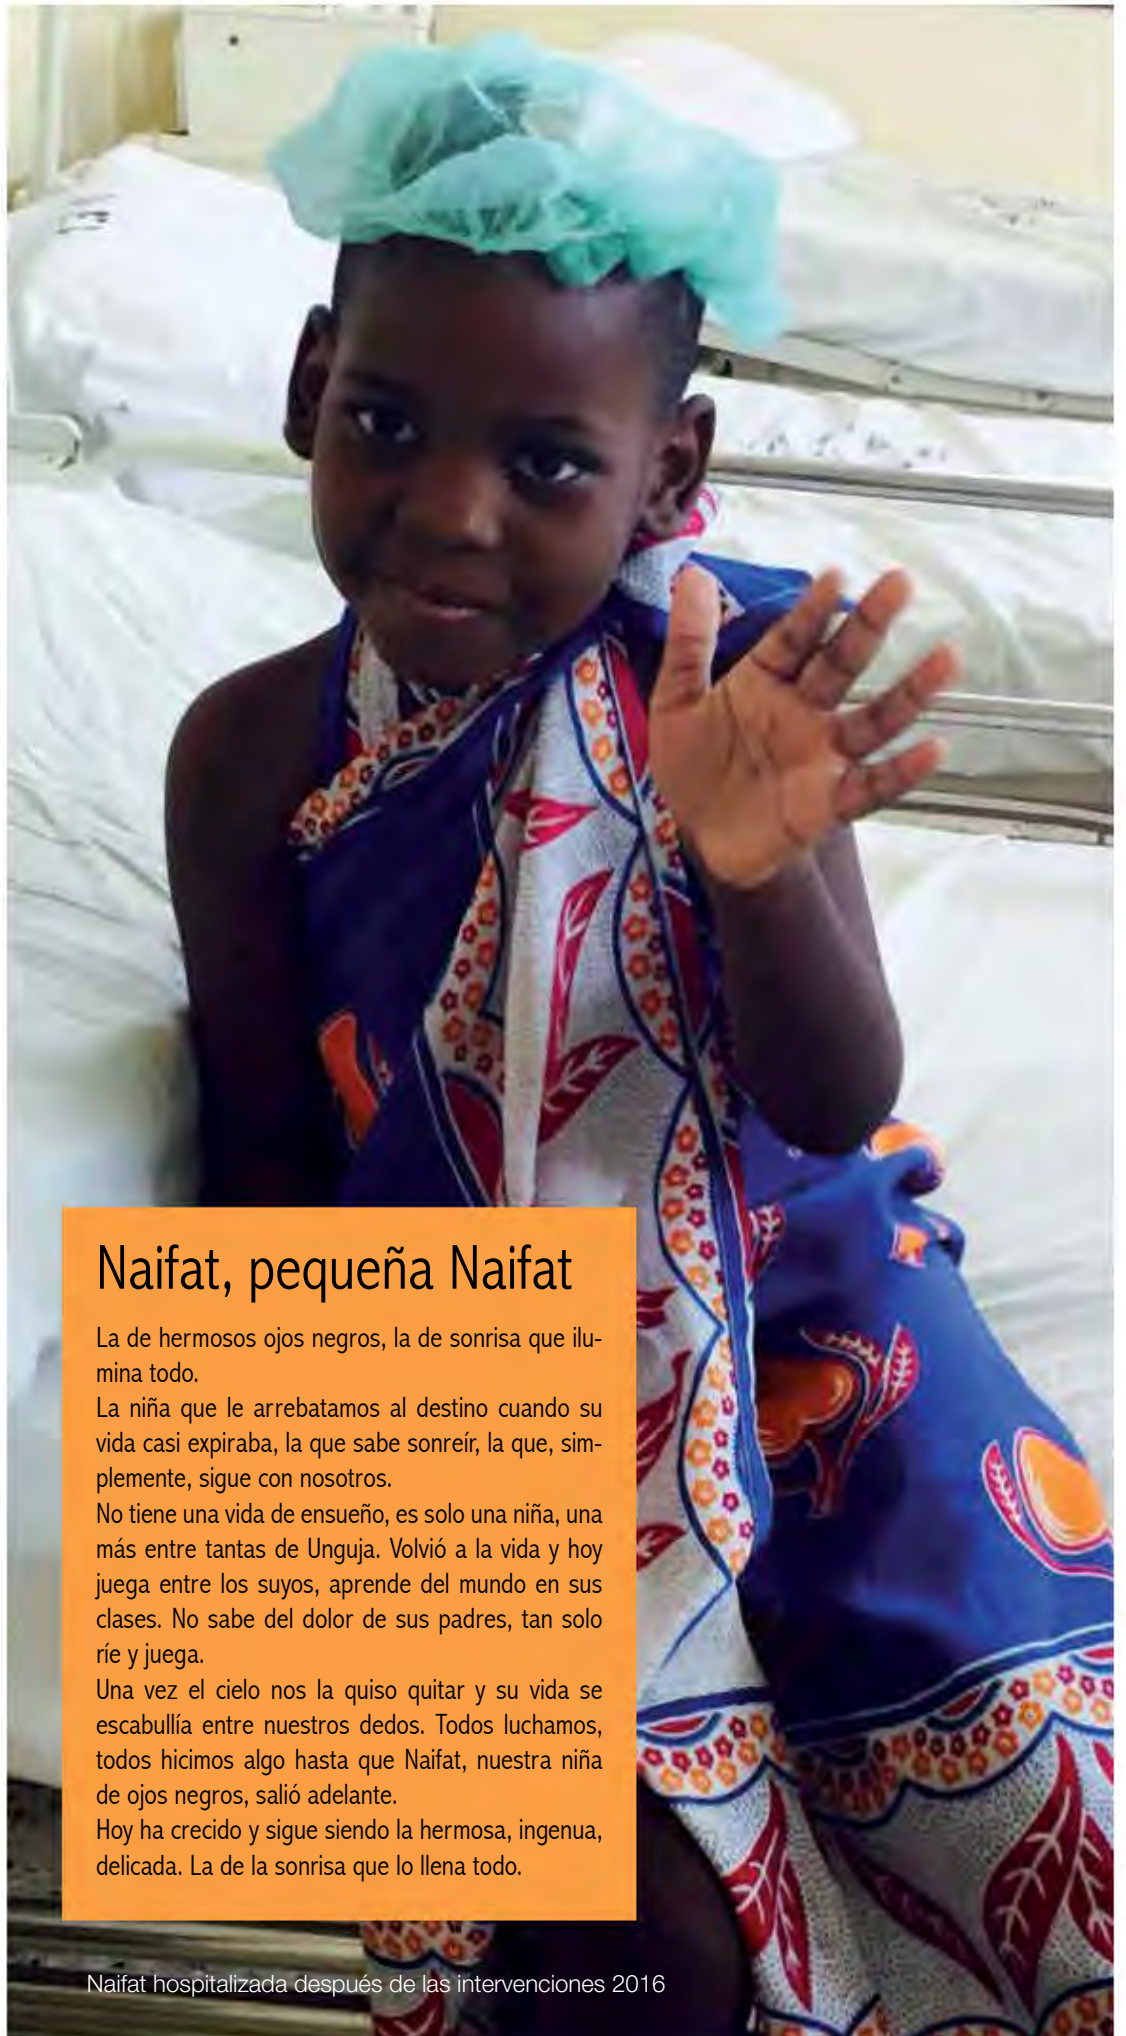 Naifat, pequeña Naifat
La de hermosos ojos negros, la de sonrisa que ilu-
mina todo.
La niña que le arrebatamos al destino cuando su
vida casi expiraba, la que sabe sonreír, la que, sim-
plemente, sigue con nosotros.
No tiene una vida de ensueño, es solo una niña, una
más entre tantas de Unguja. Volvió a la vida y hoy
juega entre los suyos, aprende del mundo en sus
clases. No sabe del dolor de sus padres, tan solo
ríe y juega.
Una vez el cielo nos la quiso quitar y su vida se
escabullía entre nuestros dedos. Todos luchamos,
todos hicimos algo hasta que Naifat, nuestra niña
de ojos negros, salió adelante.
Hoy ha crecido y sigue siendo la hermosa, ingenua,
delicada. La de la sonrisa que lo llena todo.
Naifat hospitalizada después de las intervenciones 2016